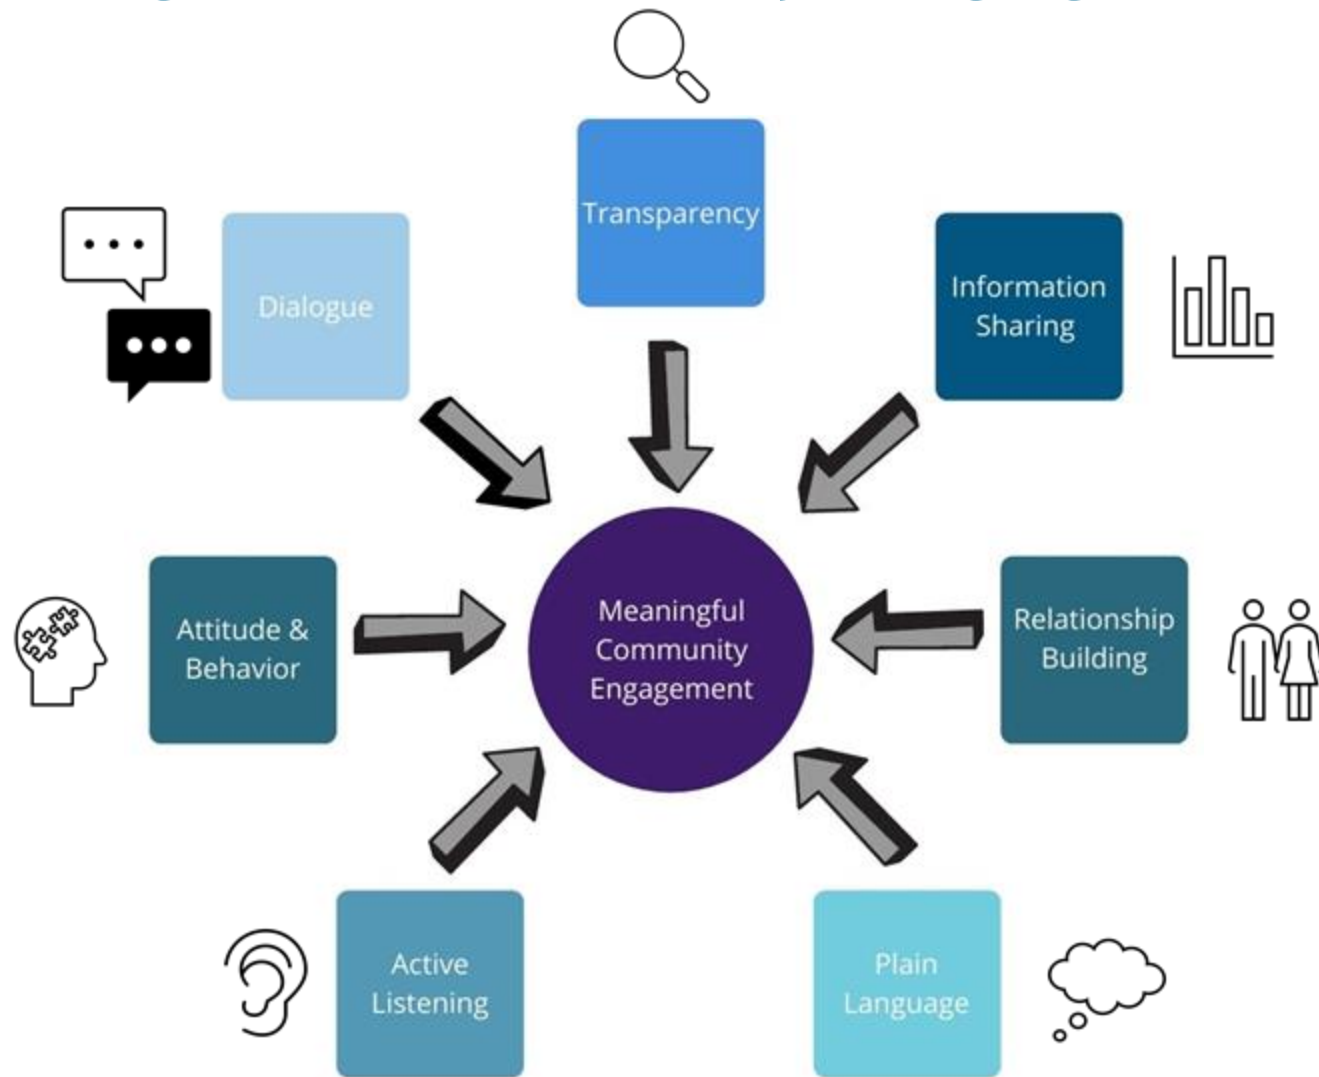 Transparency
Dialogue
Information
Sharing
Attitude &
Behavior
Meaningful
Community
Engagement
Relationship
Building
Active
Listening
Plain
Language